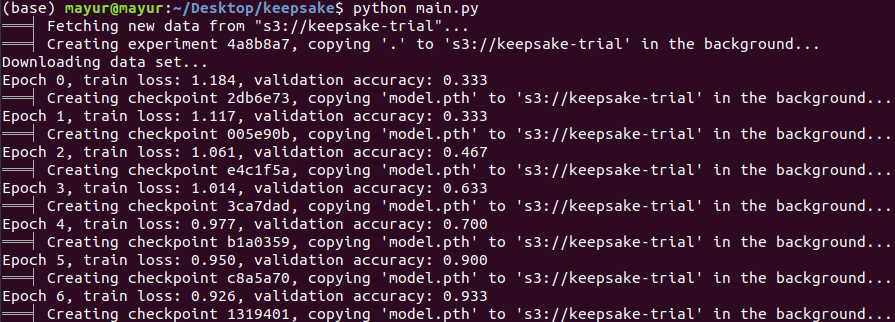 (base) mayur@mayur:~/Desktop/keepsake$ python main.py
═══╡ Fetching new data from "s3://keepsake-trial"...
═══╡ Creating experiment 4a8b8a7, copying '.' to 's3://keepsake-trial' in the background...
Downloading data set...
Epoch 0, train loss: 1.184, validation accuracy: 0.333
═══╡ Creating checkpoint 2db6e73, copying 'model.pth' to 's3://keepsake-trial' in the background...
Epoch 1, train loss: 1.117, validation accuracy: 0.333
═══╡ Creating checkpoint 005e90b, copying 'model.pth' to 's3://keepsake-trial' in the background...
Epoch 2, train loss: 1.061, validation accuracy: 0.467
═══╡ Creating checkpoint e4c1f5a, copying 'model.pth' to 's3://keepsake-trial' in the background...
Epoch 3, train loss: 1.014, validation accuracy: 0.633
═══╡ Creating checkpoint 3ca7dad, copying 'model.pth' to 's3://keepsake-trial' in the background...
Epoch 4, train loss: 0.977, validation accuracy: 0.700
═══╡ Creating checkpoint b1a0359, copying 'model.pth' to 's3://keepsake-trial' in the background...
Epoch 5, train loss: 0.950, validation accuracy: 0.900
═══╡ Creating checkpoint c8a5a70, copying 'model.pth' to 's3://keepsake-trial' in the background...
Epoch 6, train loss: 0.926, validation accuracy: 0.933
═══╡ Creating checkpoint 1319401, copying 'model.pth' to 's3://keepsake-trial' in the background...